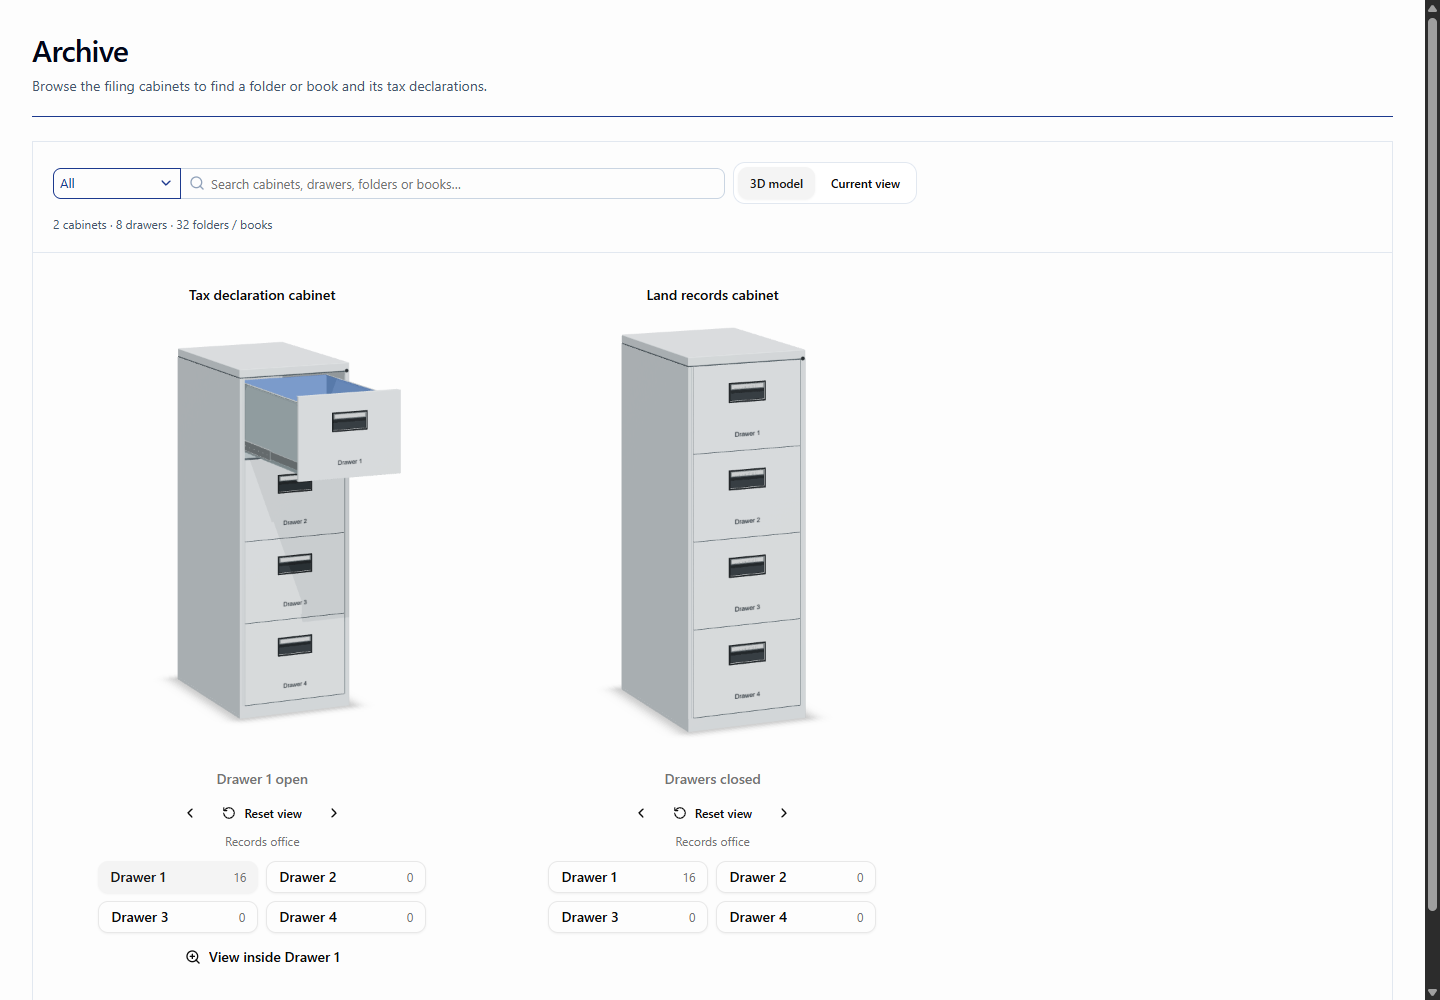 Archive
Browse the filing cabinets to find a folder or book and its tax declarations.
All
Search cabinets, drawers, folders or books...
3D model
Current view
2 cabinets · 8 drawers · 32 folders / books
Tax declaration cabinet
Drawer 1
Drawer 2
Drawer 3
Drawer 4
Drawer 1 open
Reset view
Records office
Drawer 1 16
Drawer 2 0
Drawer 3 0
Drawer 4 0
View inside Drawer 1
Land records cabinet
Drawer 1
Drawer 2
Drawer 3
Drawer 4
Drawers closed
Reset view
Records office
Drawer 1 16
Drawer 2 0
Drawer 3 0
Drawer 4 0